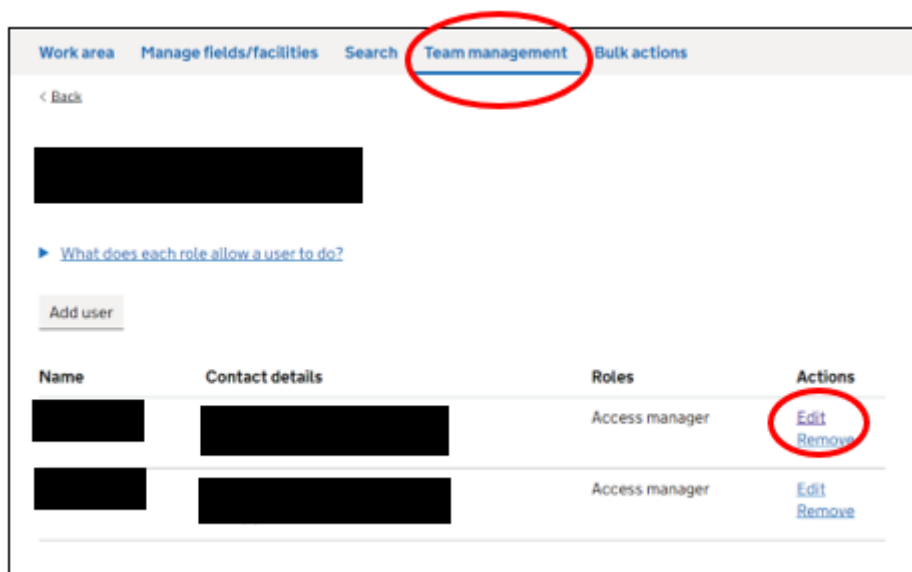 Work area Manage fields/facilities Search Team management Bulk actions
< Back
► What does each role allow a user to do?
Add user
Name Contact details Roles Actions
Access manager Edit
Remove
Access manager Edit
Remove